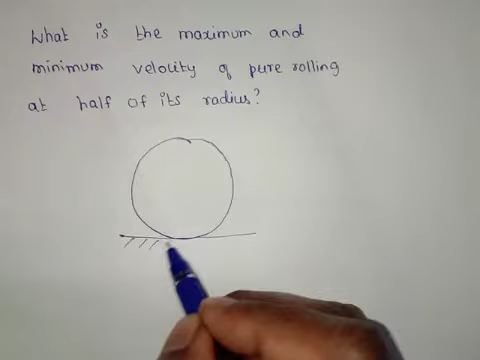 What is the maximum and
minimum velocity of pure rolling
at half of its radius?